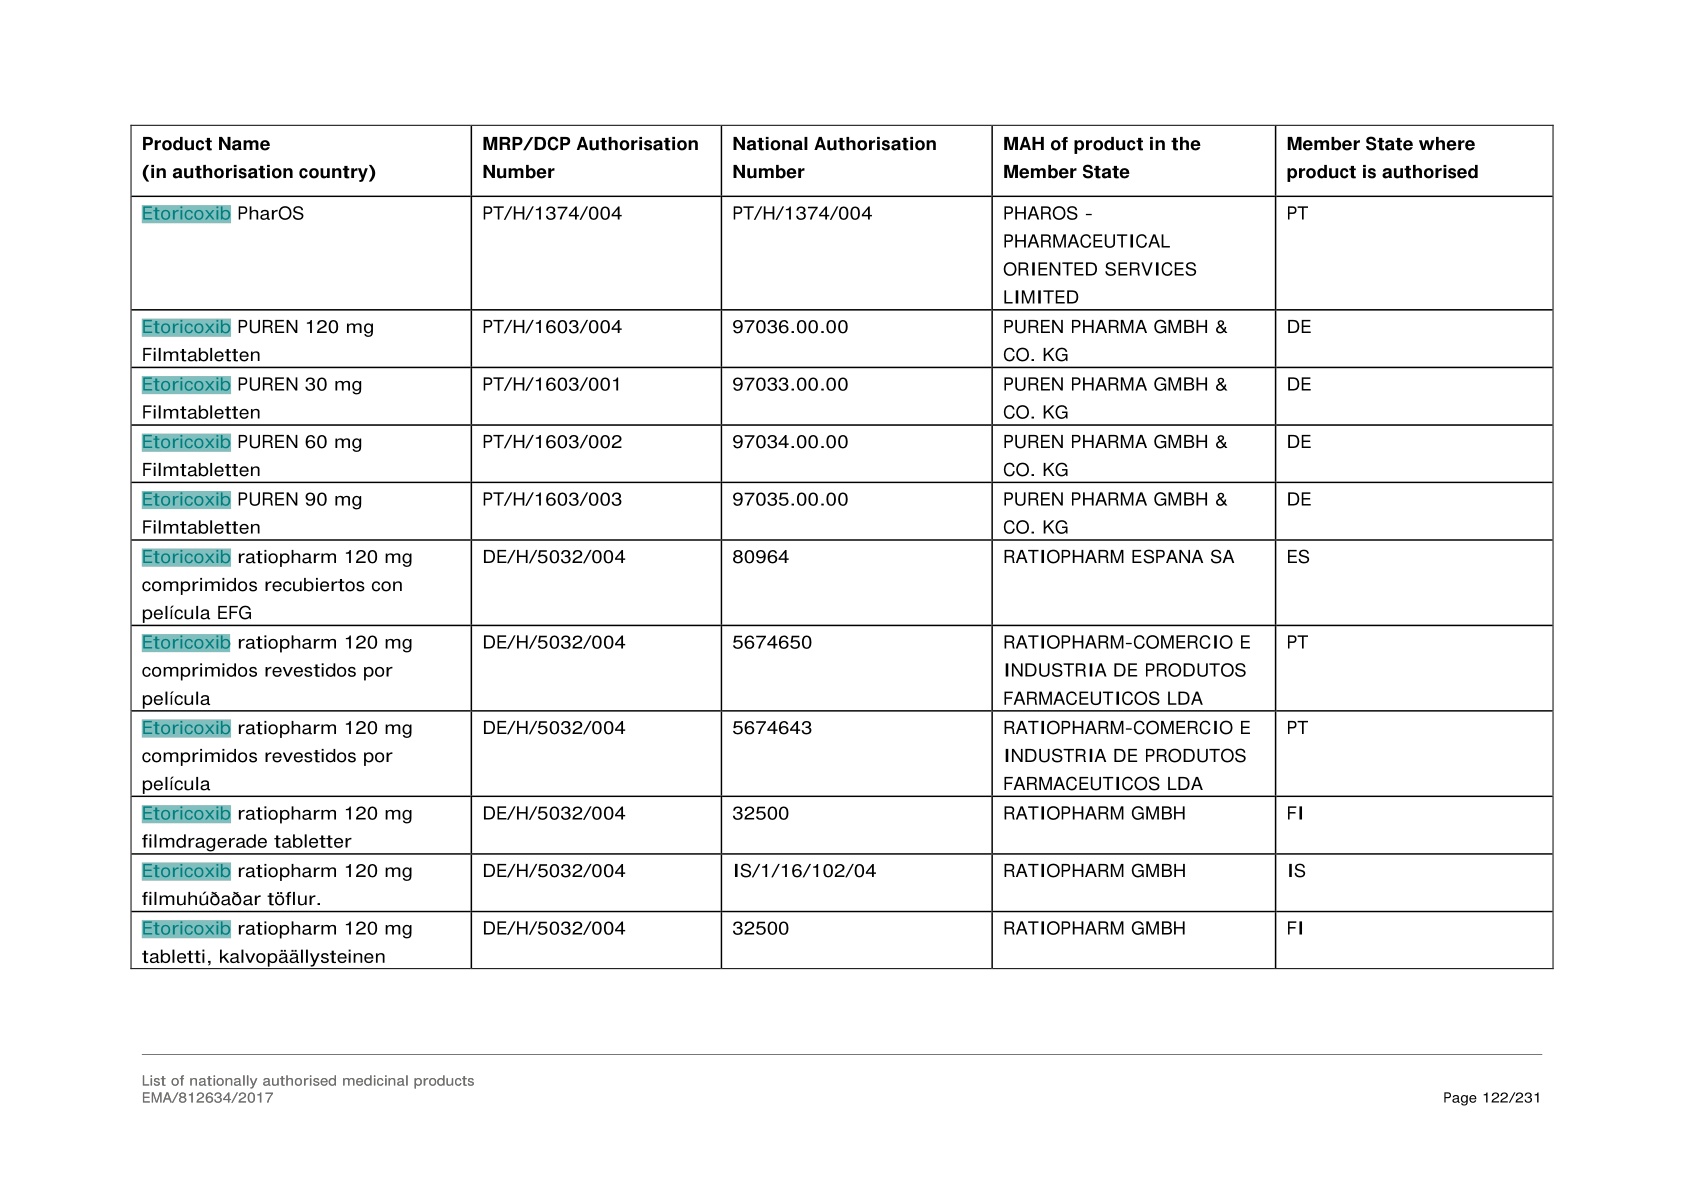 Product Name
(in authorisation country)
MRP/DCP Authorisation
Number
National Authorisation
Number
MAH of product in the
Member State
Member State where
product is authorised
Etoricoxib PharOS
PT/H/1374/004
PT/H/1374/004
PHAROS -
PHARMACEUTICAL
ORIENTED SERVICES
LIMITED
PT
Etoricoxib PUREN 120 mg
Filmtabletten
PT/H/1603/004
97036.00.00
PUREN PHARMA GMBH &
CO. KG
DE
Etoricoxib PUREN 30 mg
Filmtabletten
PT/H/1603/001
97033.00.00
PUREN PHARMA GMBH &
CO. KG
DE
Etoricoxib PUREN 60 mg
Filmtabletten
PT/H/1603/002
97034.00.00
PUREN PHARMA GMBH &
CO. KG
DE
Etoricoxib PUREN 90 mg
Filmtabletten
PT/H/1603/003
97035.00.00
PUREN PHARMA GMBH &
CO. KG
DE
Etoricoxib ratiopharm 120 mg
comprimidos recubiertos con
película EFG
DE/H/5032/004
80964
RATIOPHARM ESPANA SA
ES
Etoricoxib ratiopharm 120 mg
comprimidos revestidos por
película
DE/H/5032/004
5674650
RATIOPHARM-COMERCIO E
INDUSTRIA DE PRODUTOS
FARMACEUTICOS LDA
PT
Etoricoxib ratiopharm 120 mg
comprimidos revestidos por
película
DE/H/5032/004
5674643
RATIOPHARM-COMERCIO E
INDUSTRIA DE PRODUTOS
FARMACEUTICOS LDA
PT
Etoricoxib ratiopharm 120 mg
filmdragerade tabletter
DE/H/5032/004
32500
RATIOPHARM GMBH
FI
Etoricoxib ratiopharm 120 mg
filmuhúðaðar töflur.
DE/H/5032/004
IS/1/16/102/04
RATIOPHARM GMBH
IS
Etoricoxib ratiopharm 120 mg
tabletti, kalvopäällysteinen
DE/H/5032/004
32500
RATIOPHARM GMBH
FI
List of nationally authorised medicinal products
EMA/812634/2017
Page 122/231